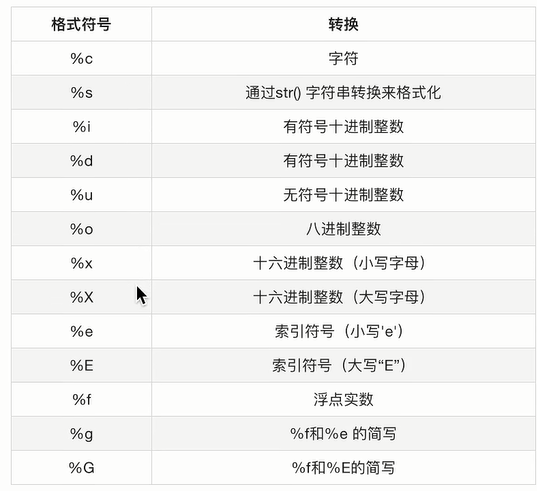 格式符号 转换
%c 字符
%s 通过str() 字符串转换来格式化
%i 有符号十进制整数
%d 有符号十进制整数
%u 无符号十进制整数
%o 八进制整数
%x 十六进制整数（小写字母）
%X 十六进制整数（大写字母）
%e 索引符号（小写'e'）
%E 索引符号（大写“E”）
%f 浮点实数
%g %f和%e 的简写
%G %f和%E的简写